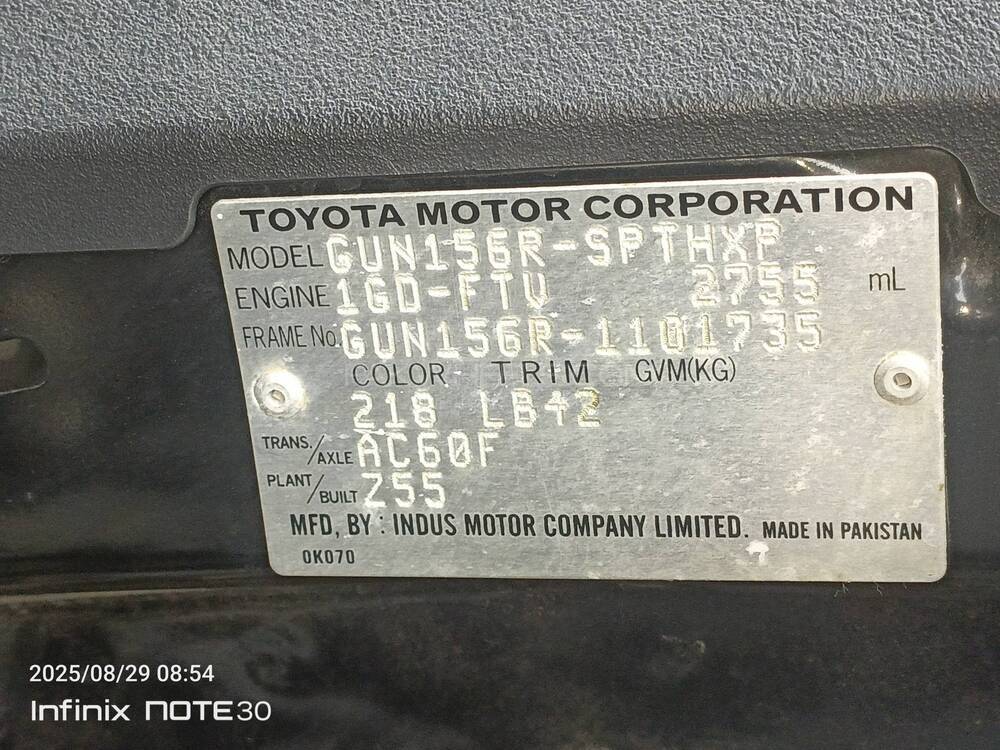 TOYOTA MOTOR CORPORATION
MODEL GUN156R-SPTHXP
ENGINE 1GD-FTV 2755 mL
FRAME No. GUN156R-1101735
COLOR TRIM GVM(KG)
218 LB42
TRANS./AXLE AC60F
PLANT/BUILT Z55
MFD, BY : INDUS MOTOR COMPANY LIMITED. MADE IN PAKISTAN
0K070
2025/08/29 08:54
Infinix NOTE 30